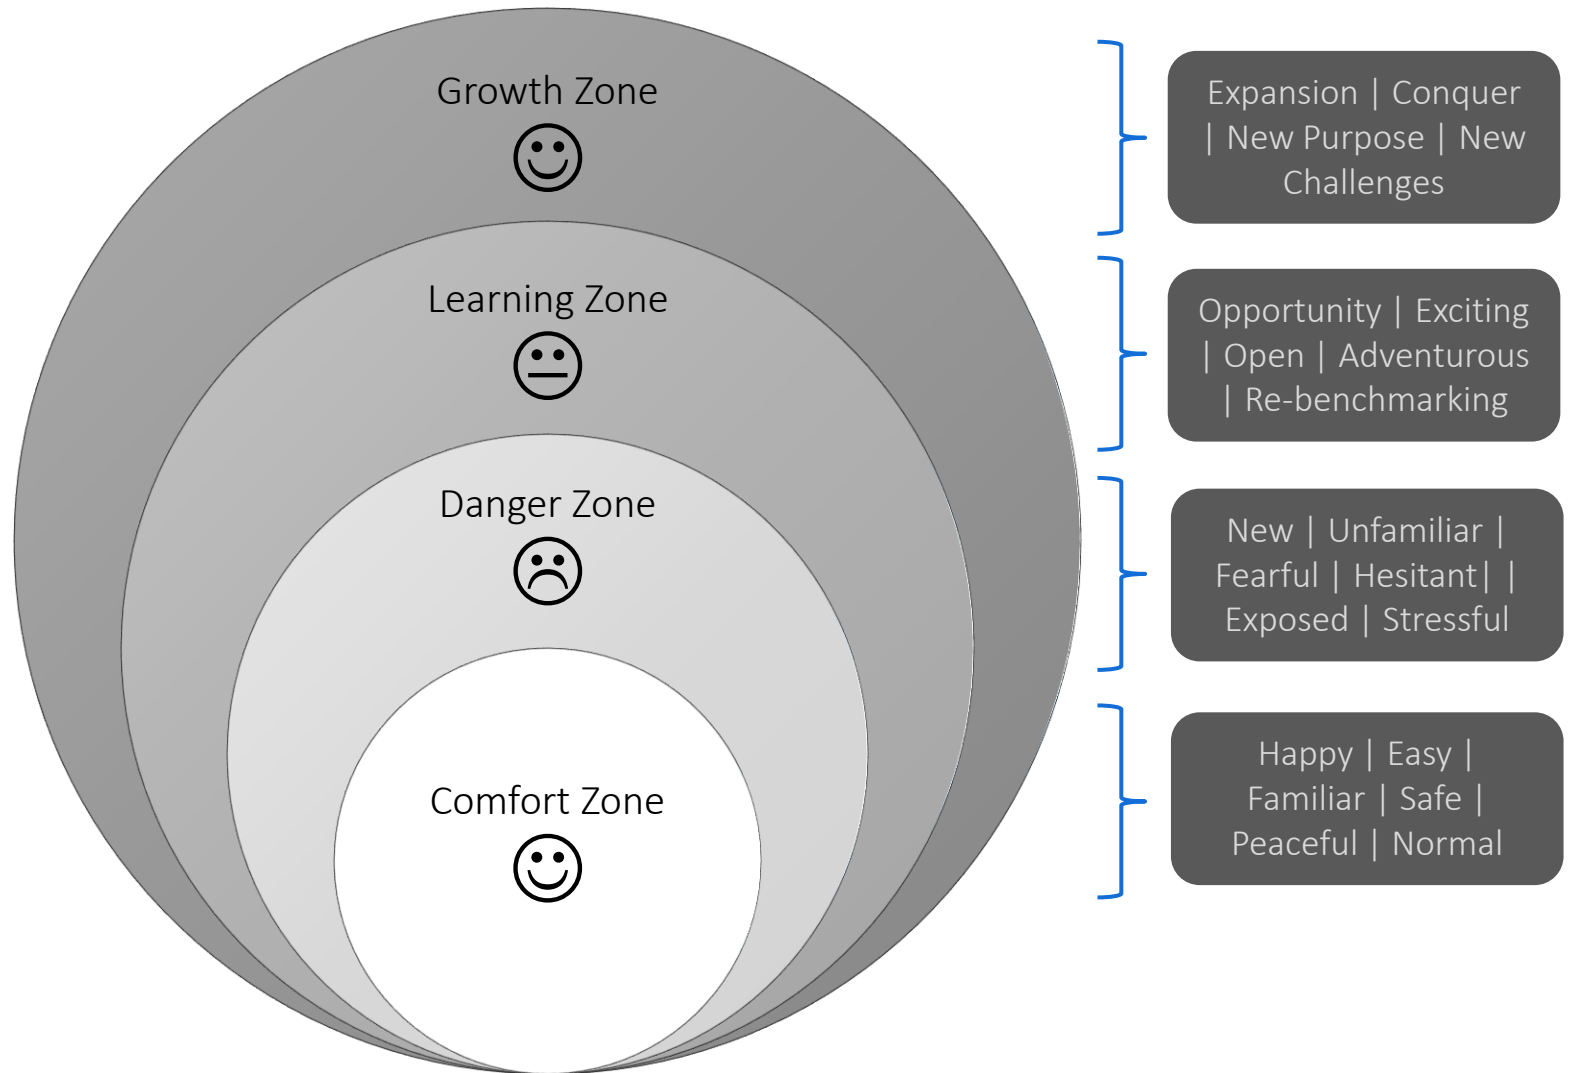 Growth Zone
Expansion | Conquer
| New Purpose | New
Challenges
Learning Zone
Opportunity | Exciting
| Open | Adventurous
| Re-benchmarking
Danger Zone
New | Unfamiliar |
Fearful | Hesitant| |
Exposed | Stressful
Comfort Zone
Happy | Easy |
Familiar | Safe |
Peaceful | Normal